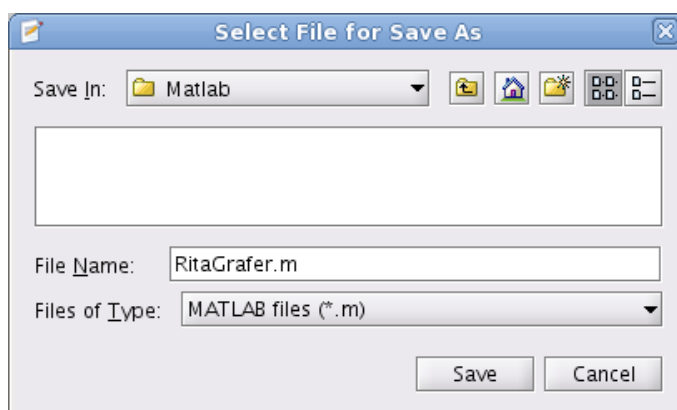 Select File for Save As
Save In: Matlab
File Name: RitaGrafer.m
Files of Type: MATLAB files (*.m)
Save Cancel